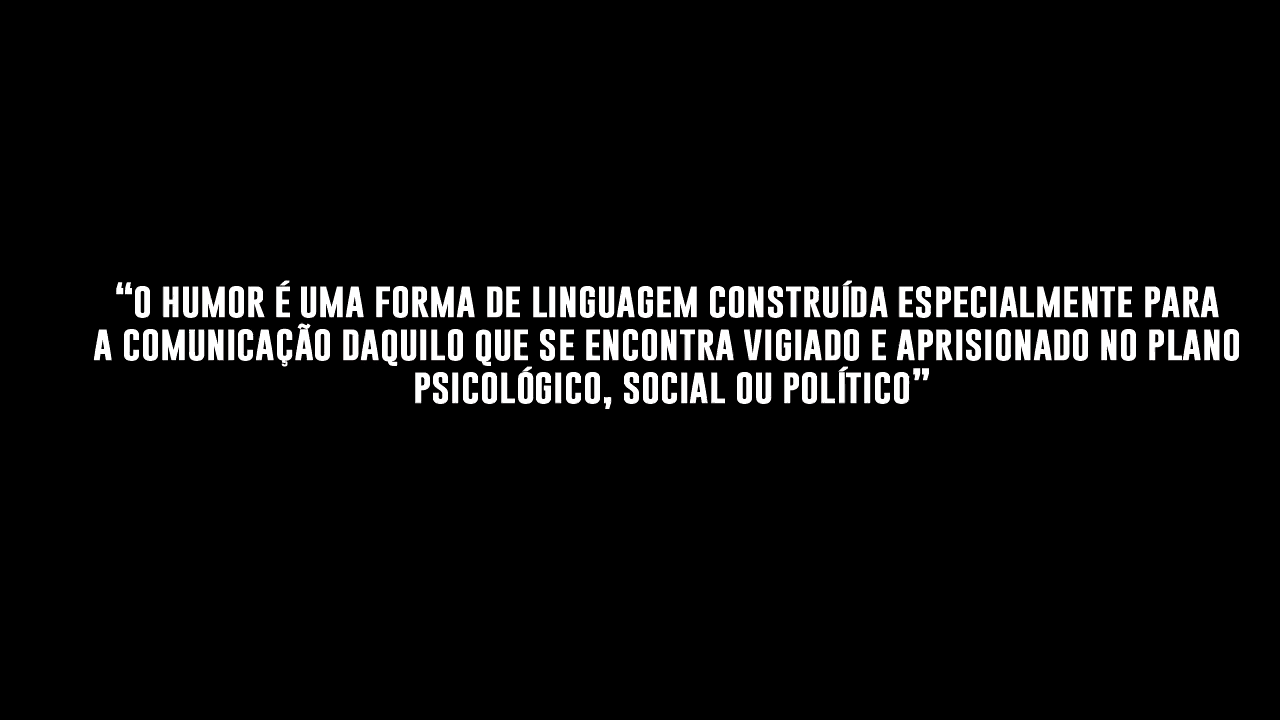 “O HUMOR É UMA FORMA DE LINGUAGEM CONSTRUÍDA ESPECIALMENTE PARA
A COMUNICAÇÃO DAQUILO QUE SE ENCONTRA VIGIADO E APRISIONADO NO PLANO
PSICOLÓGICO, SOCIAL OU POLÍTICO”